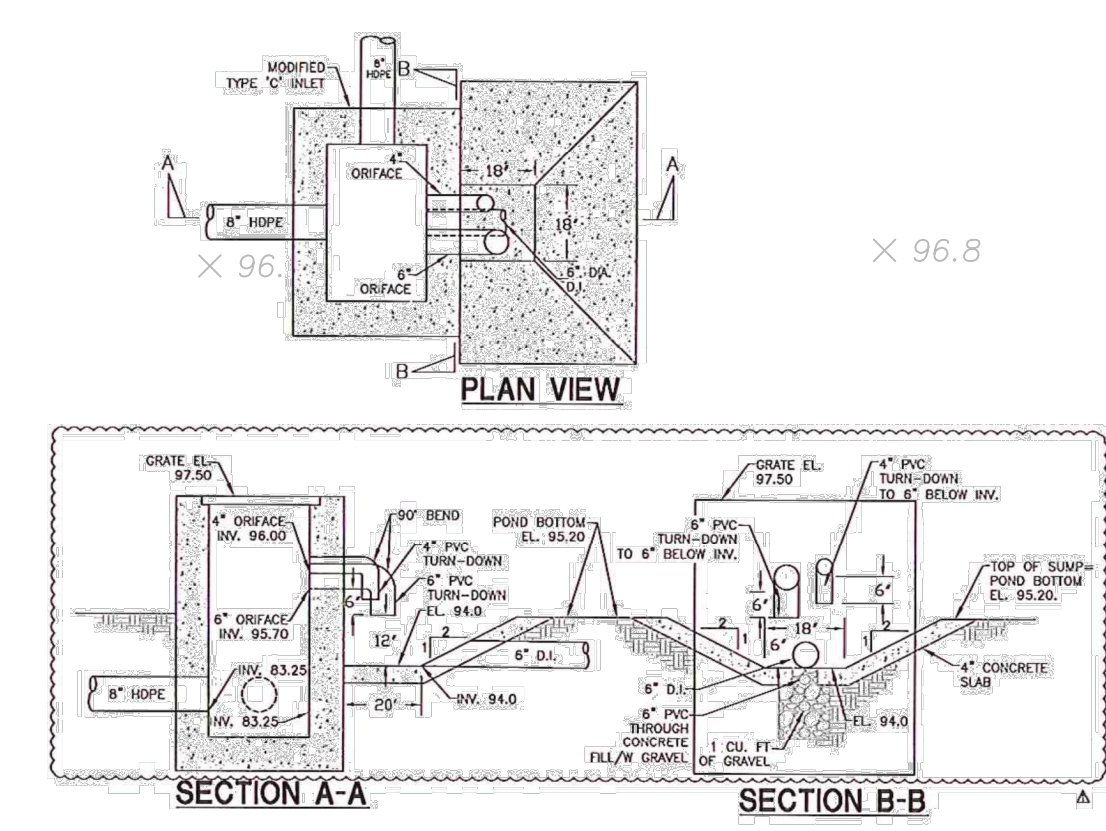 8"
HDPE
B
MODIFIED
TYPE 'C' INLET
A
4"
ORIFACE
18'
A
8" HDPE
18'
× 96.
× 96.8
6"
ORIFACE
6" DIA.
D.I.
B
PLAN VIEW
GRATE EL.
97.50
4" ORIFACE
INV. 96.00
90° BEND
4" PVC
TURN-DOWN
6" PVC
TURN-DOWN
EL. 94.0
6"
6" ORIFACE
INV. 95.70
12'
2
1
6" D.I.
INV. 83.25
8" HDPE
INV. 83.25
20'
INV. 94.0
SECTION A-A
POND BOTTOM
EL. 95.20
GRATE EL.
97.50
4" PVC
TURN-DOWN
TO 6" BELOW INV.
6" PVC
TURN-DOWN
TO 6" BELOW INV.
TOP OF SUMP=
POND BOTTOM
EL. 95.20.
6"
6"
2
1
18'
6'
1
2
6" D.I.
4" CONCRETE
SLAB
6" PVC
THROUGH
CONCRETE
FILL/W GRAVEL
EL. 94.0
1 CU. FT
OF GRAVEL
SECTION B-B